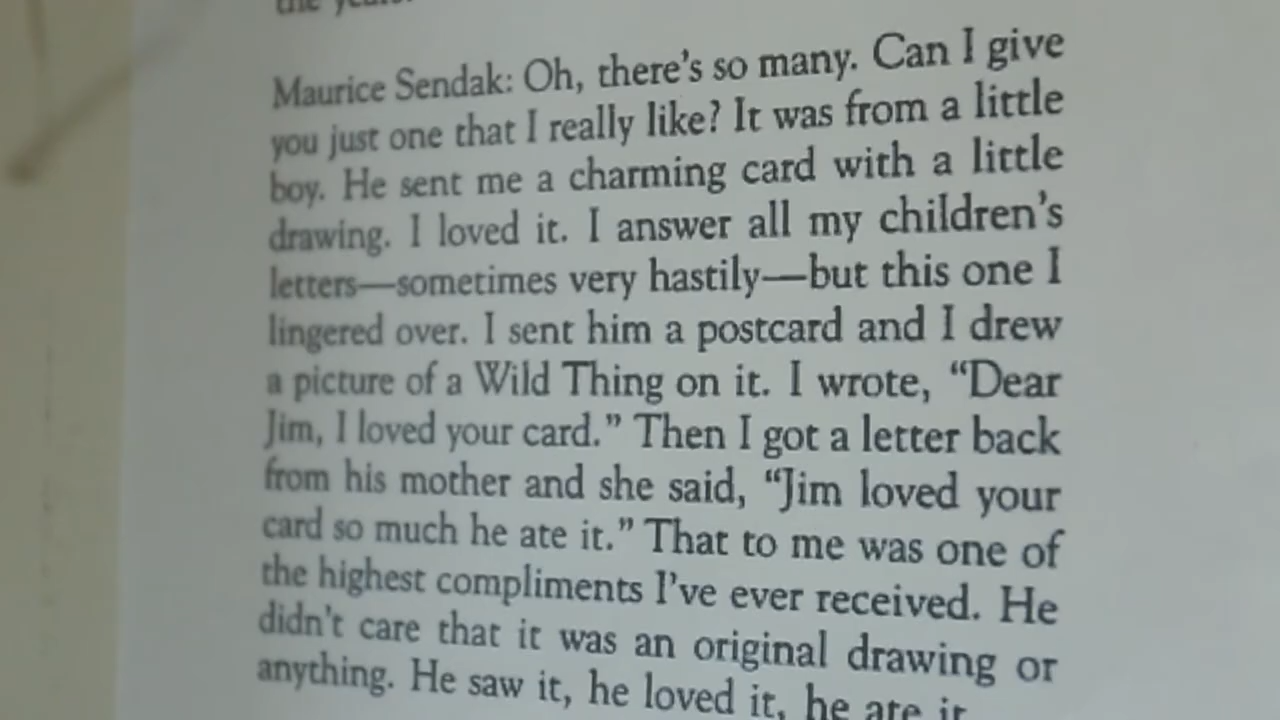 the years.
Maurice Sendak: Oh, there's so many. Can I give
you just one that I really like? It was from a little
boy. He sent me a charming card with a little
drawing. I loved it. I answer all my children's
letters—sometimes very hastily—but this one I
lingered over. I sent him a postcard and I drew
a picture of a Wild Thing on it. I wrote, “Dear
Jim, I loved your card.” Then I got a letter back
from his mother and she said, “Jim loved your
card so much he ate it.” That to me was one of
the highest compliments I've ever received. He
didn't care that it was an original drawing or
anything. He saw it, he loved it, he ate it